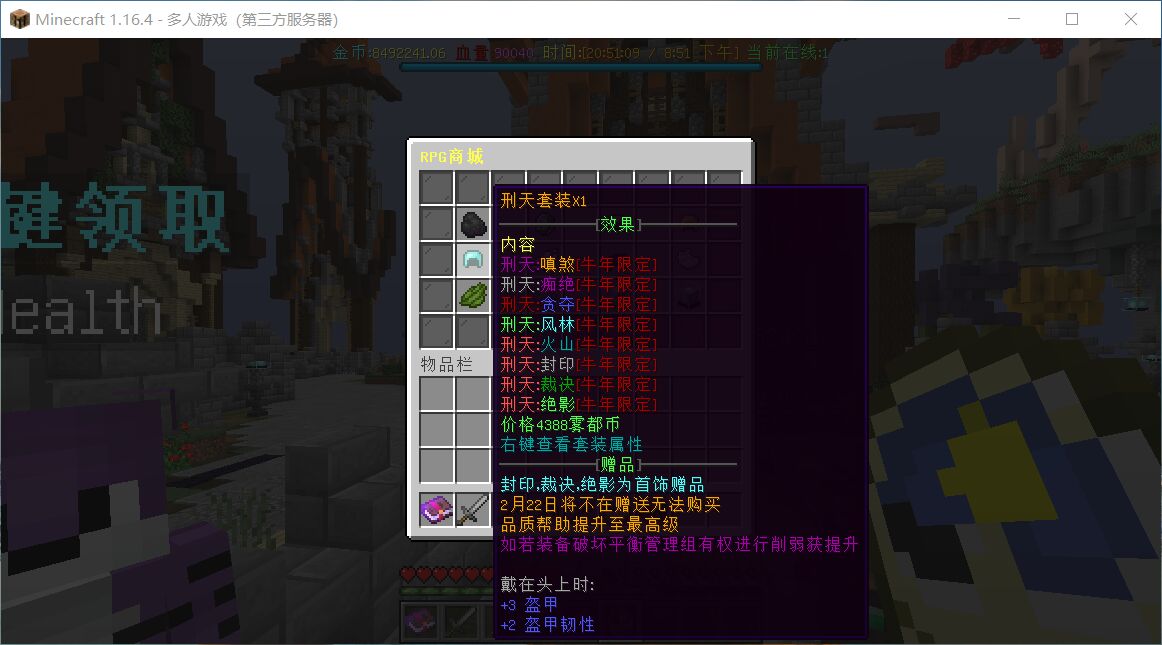 Minecraft 1.16.4 - 多人游戏（第三方服务器）
金币:8492241.06 血量90040 时间:[20:51:09 / 8:51 下午] 当前在线:1
RPG商城
键领取
ealth
刑天套装X1
[效果]
内容
刑天:嗔煞[牛年限定]
刑天:痴绝[牛年限定]
刑天:贪夺[牛年限定]
刑天:风林[牛年限定]
刑天:火山[牛年限定]
物品栏
刑天:封印[牛年限定]
刑天:裁决[牛年限定]
刑天:绝影[牛年限定]
价格4388雾都币
右键查看套装属性
[赠品]
封印,裁决,绝影为首饰赠品
2月22日将不在赠送无法购买
品质帮助提升至最高级
如若装备破坏平衡管理组有权进行削弱获提升
戴在头上时:
+3 盔甲
+2 盔甲韧性